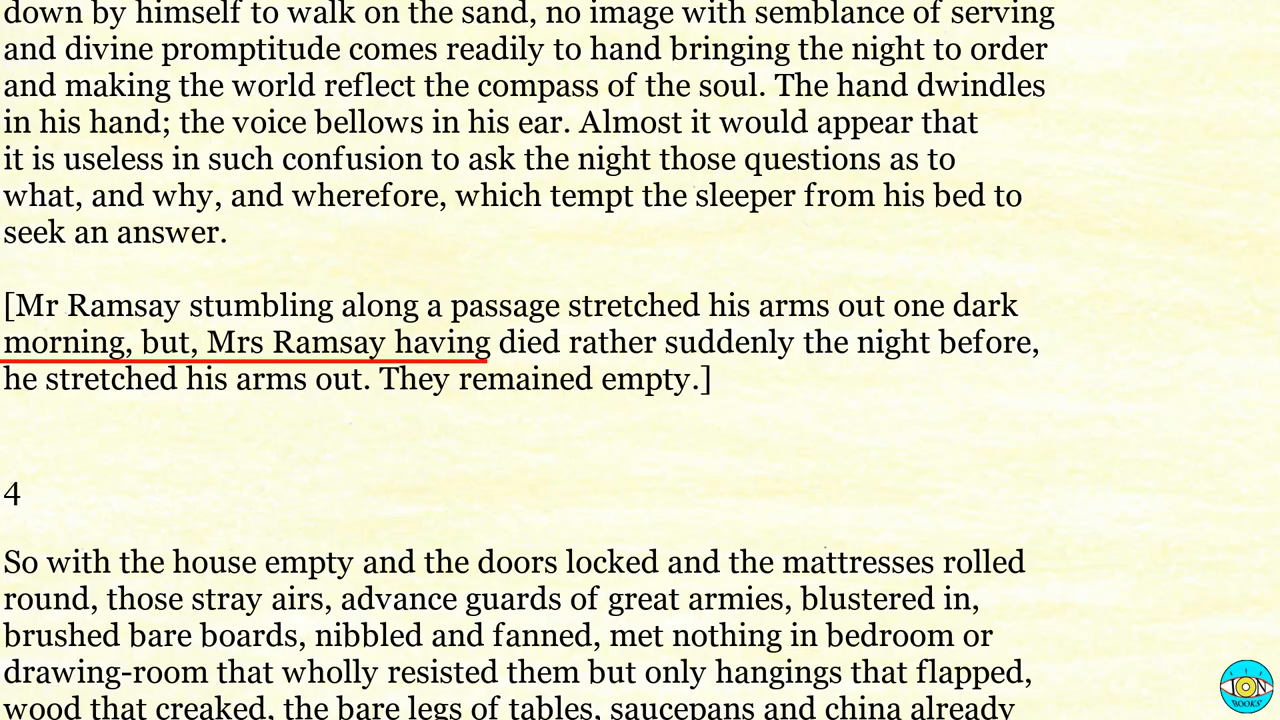 down by himself to walk on the sand, no image with semblance of serving
and divine promptitude comes readily to hand bringing the night to order
and making the world reflect the compass of the soul. The hand dwindles
in his hand; the voice bellows in his ear. Almost it would appear that
it is useless in such confusion to ask the night those questions as to
what, and why, and wherefore, which tempt the sleeper from his bed to
seek an answer.
[Mr Ramsay stumbling along a passage stretched his arms out one dark
morning, but, Mrs Ramsay having died rather suddenly the night before,
he stretched his arms out. They remained empty.]
4
So with the house empty and the doors locked and the mattresses rolled
round, those stray airs, advance guards of great armies, blustered in,
brushed bare boards, nibbled and fanned, met nothing in bedroom or
drawing-room that wholly resisted them but only hangings that flapped,
wood that creaked, the bare legs of tables, saucepans and china already
ION
BOOKS